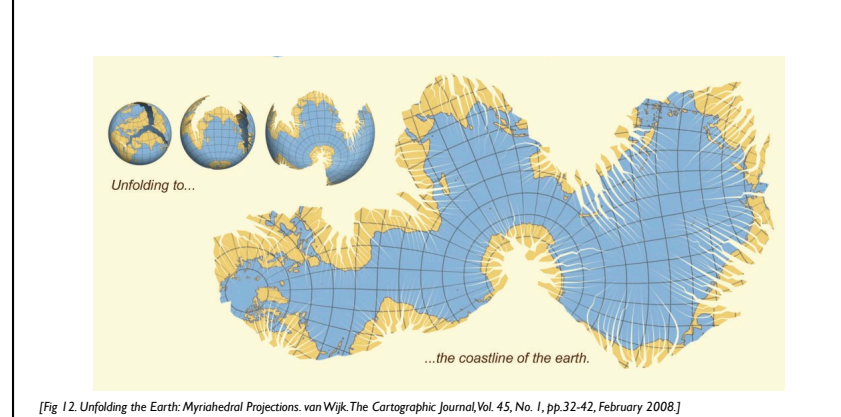 Unfolding to...
...the coastline of the earth.
[Fig 12. Unfolding the Earth: Myriahedral Projections. van Wijk. The Cartographic Journal, Vol. 45, No. 1, pp.32-42, February 2008.]